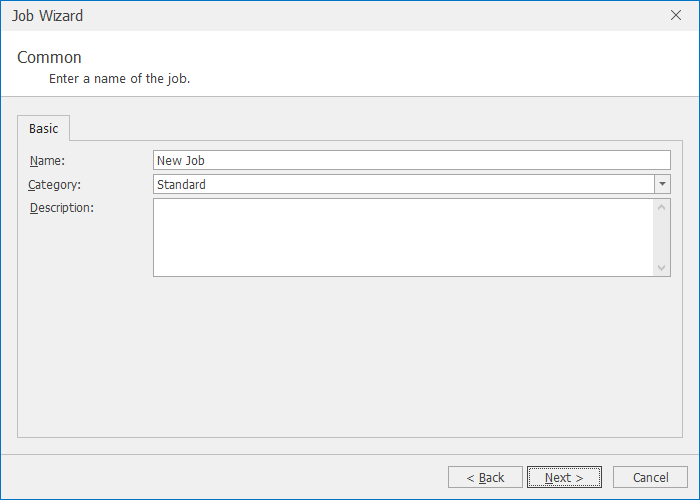 Job Wizard
Common
Enter a name of the job.
Basic
Name: New Job
Category: Standard
Description:
< Back Next > Cancel